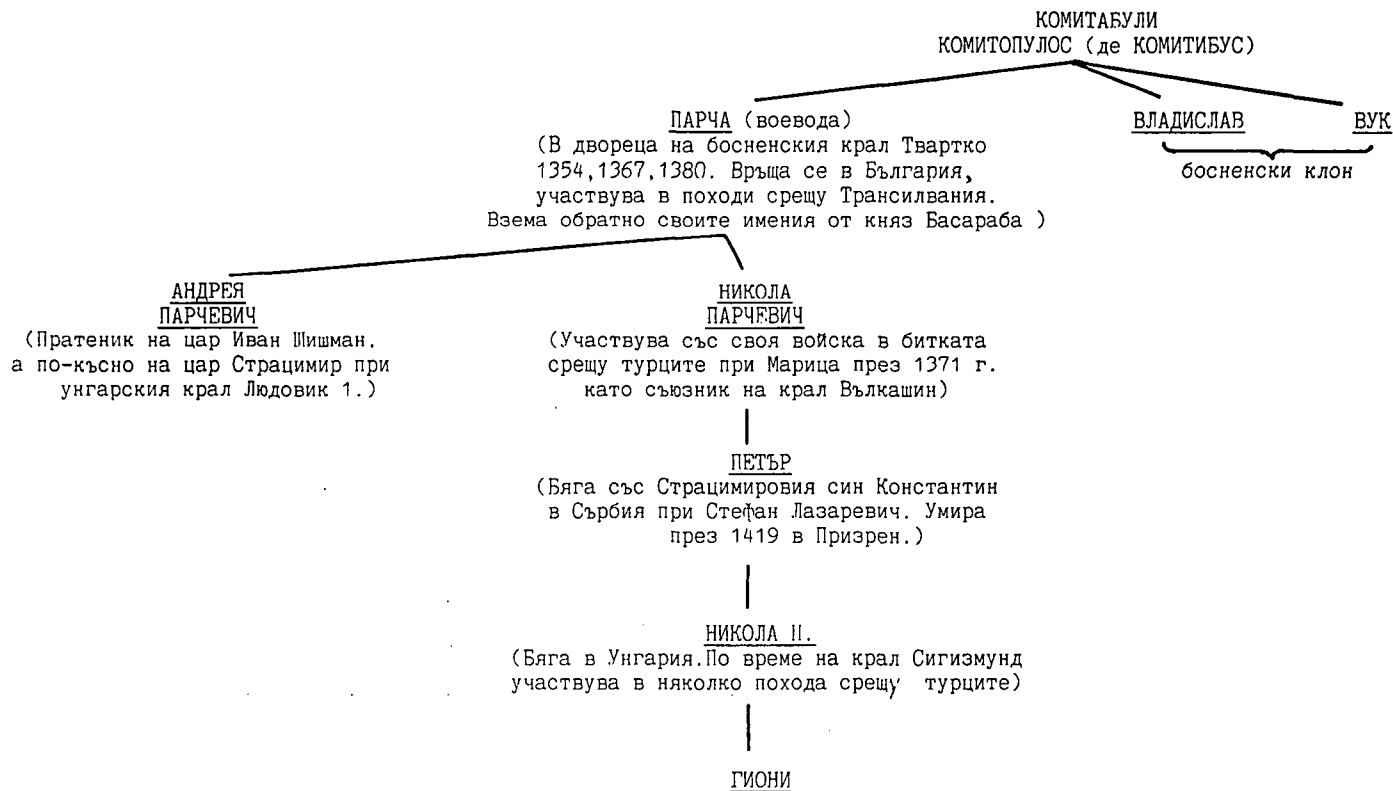 КОМИТАБУЛИ
КОМИТОПУЛОС (де КОМИТИБУС)
ПАРЧА (воевода)
(В двореца на босненския крал Твартко
1354,1367,1380. Връща се в България,
участвува в походи срещу Трансилвания.
Взема обратно своите имения от княз Басараба )
ВЛАДИСЛАВ
ВУК
босненски клон
АНДРЕЯ
ПАРЧЕВИЧ
(Пратеник на цар Иван Шишман.
а по-късно на цар Страцимир при
унгарския крал Людовик 1.)
НИКОЛА
ПАРЧЕВИЧ
(Участвува със своя войска в битката
срещу турците при Марица през 1371 г.
като съюзник на крал Вълкашин)
ПЕТЪР
(Бяга със Страцимировия син Константин
в Сърбия при Стефан Лазаревич. Умира
през 1419 в Призрен.)
НИКОЛА II.
(Бяга в Унгария.По време на крал Сигизмунд
участвува в няколко похода срещу турците)
ГИОНИ